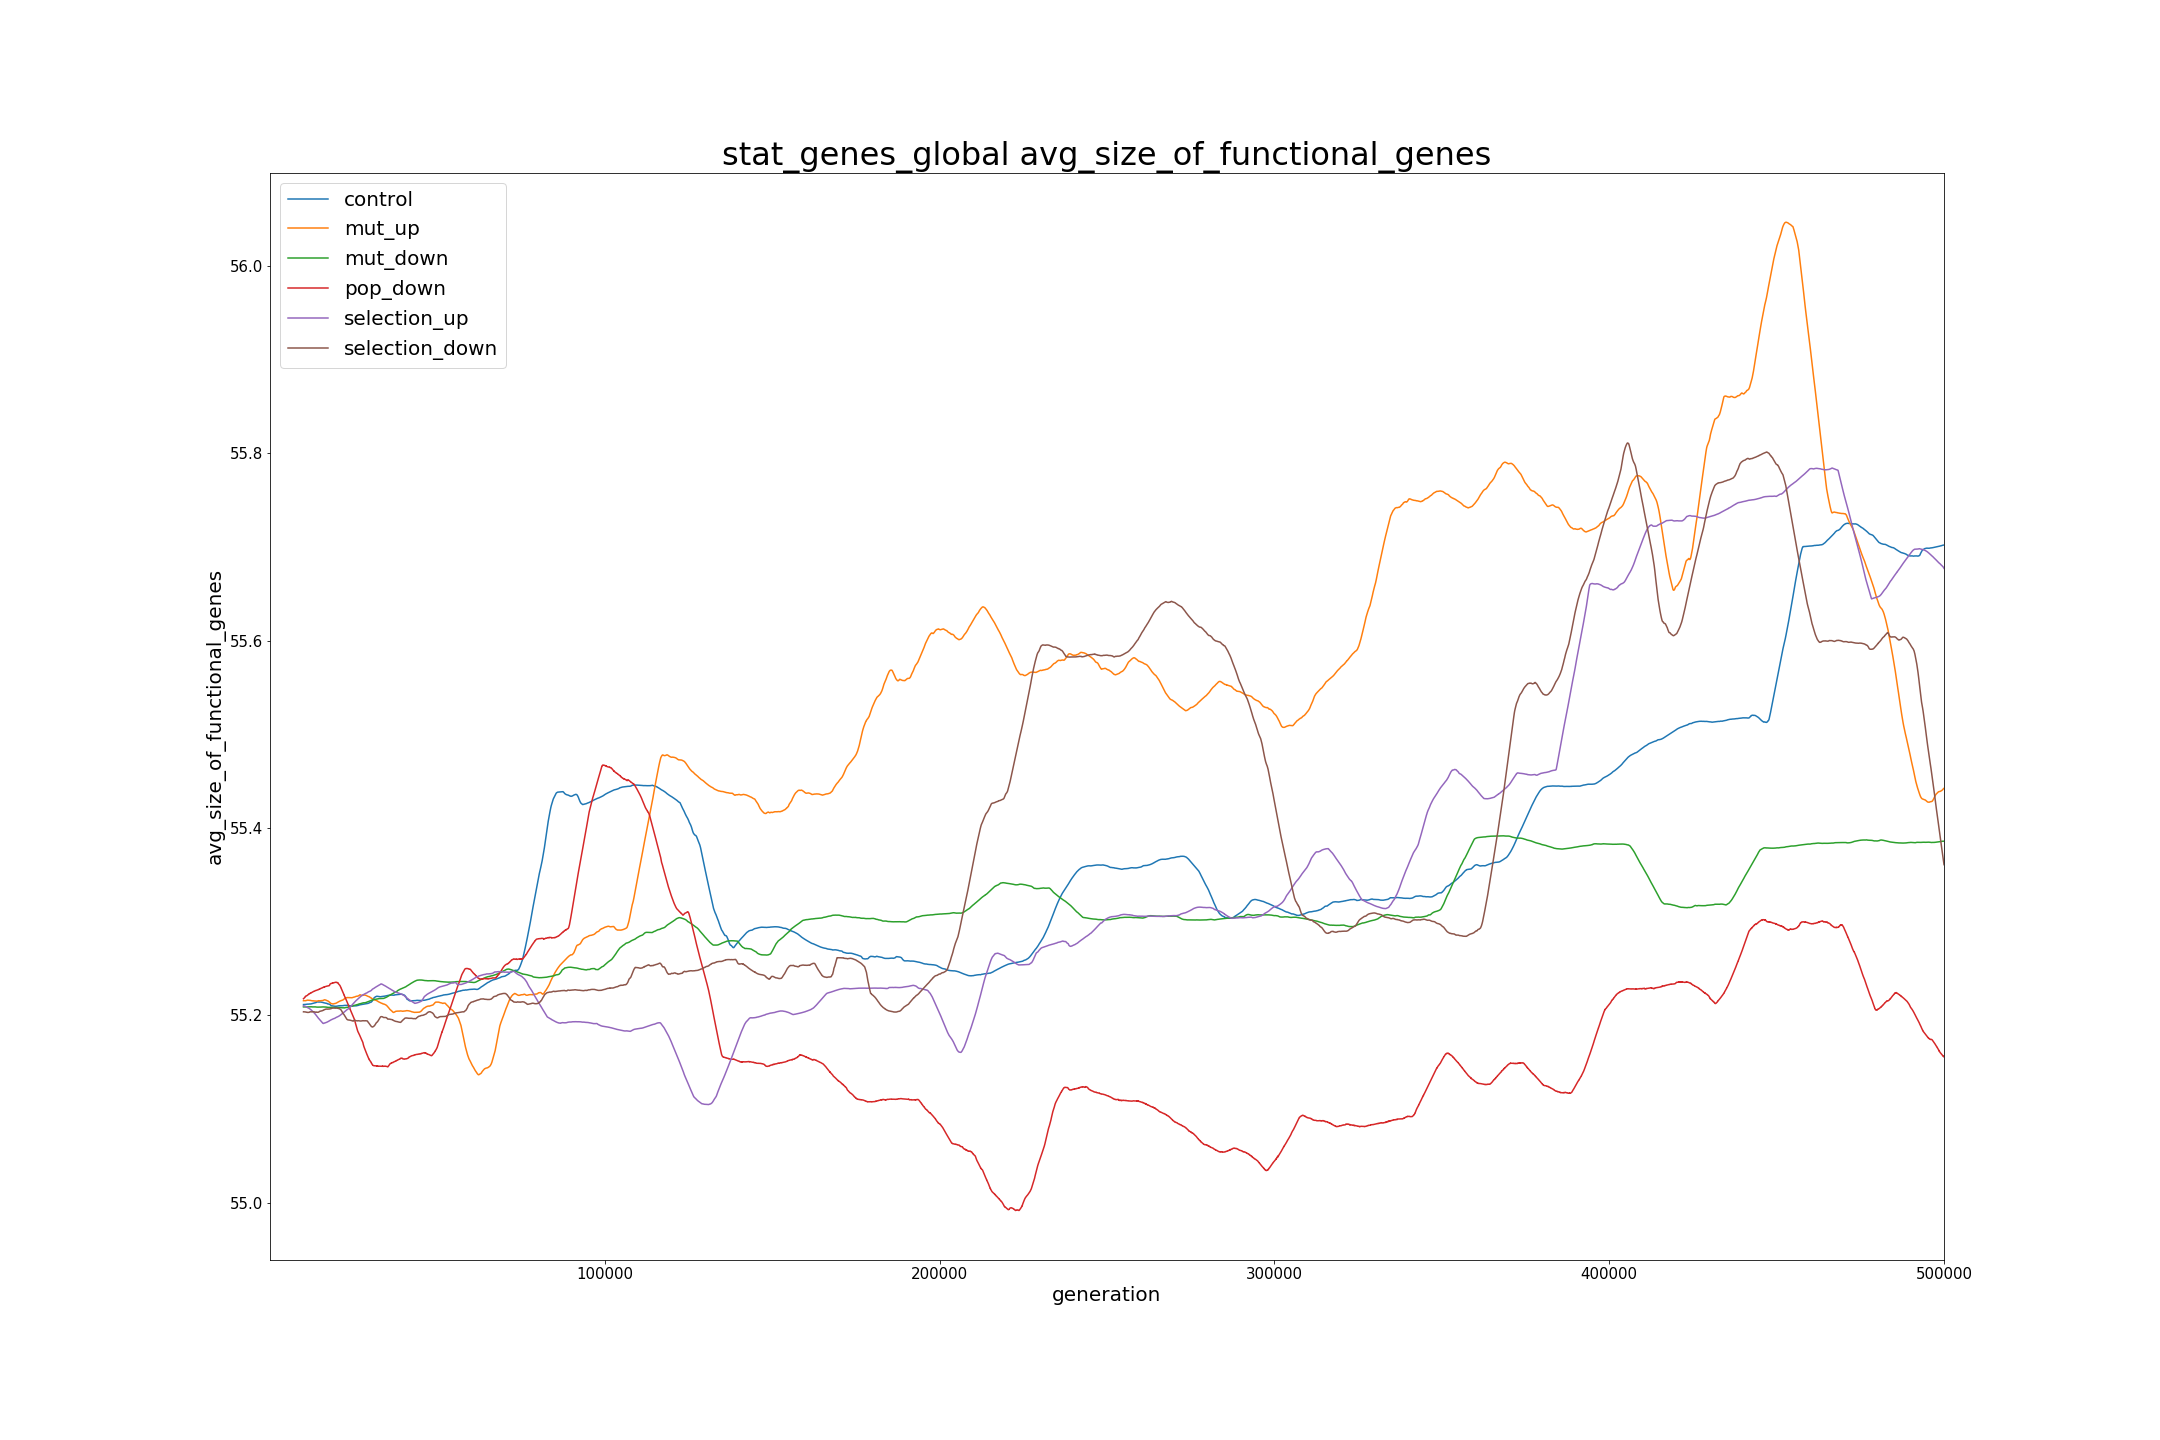 stat_genes_global avg_size_of_functional_genes
control
mut_up
mut_down
pop_down
selection_up
selection_down
avg_size_of_functional_genes
56.0
55.8
55.6
55.4
55.2
55.0
100000 200000 300000 400000 500000
generation